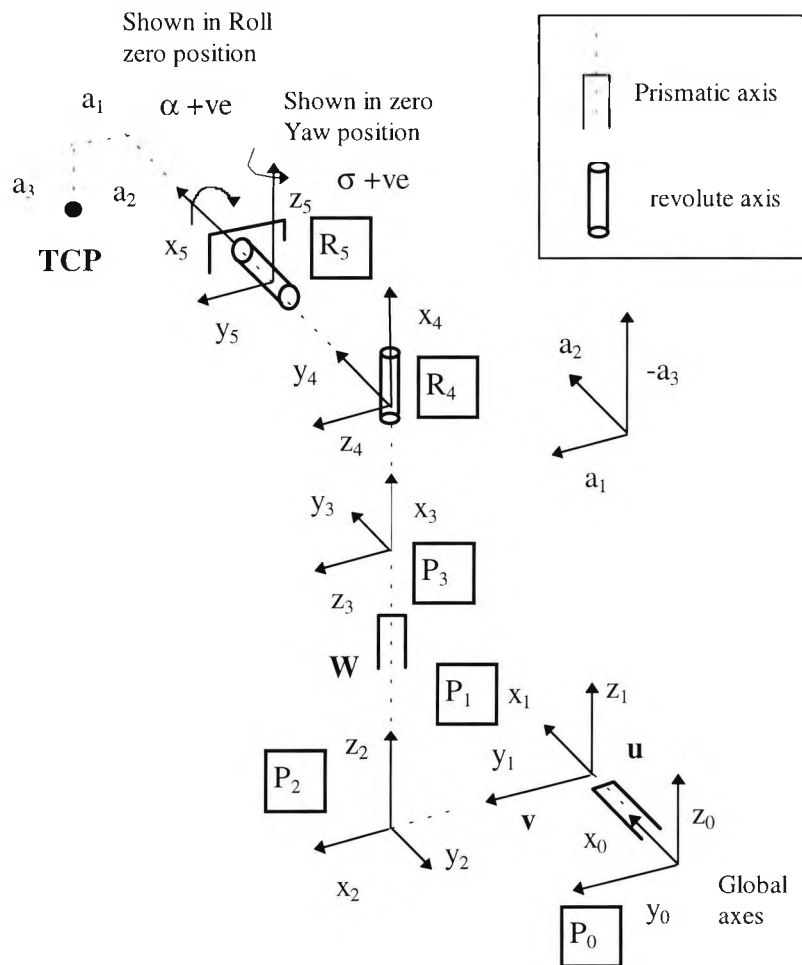 Shown in Roll
zero position
a₁
α +ve
Shown in zero
Yaw position
σ +ve
a₃
a₂
TCP
x₅
z₅
R₅
y₅
x₄
y₄
R₄
z₄
y₃
x₃
P₃
z₃
W
P₁
x₁
z₁
u
P₂
z₂
y₁
v
x₀
z₀
x₂
y₂
y₀
Global
axes
P₀
Prismatic axis
revolute axis
a₂
-a₃
a₁